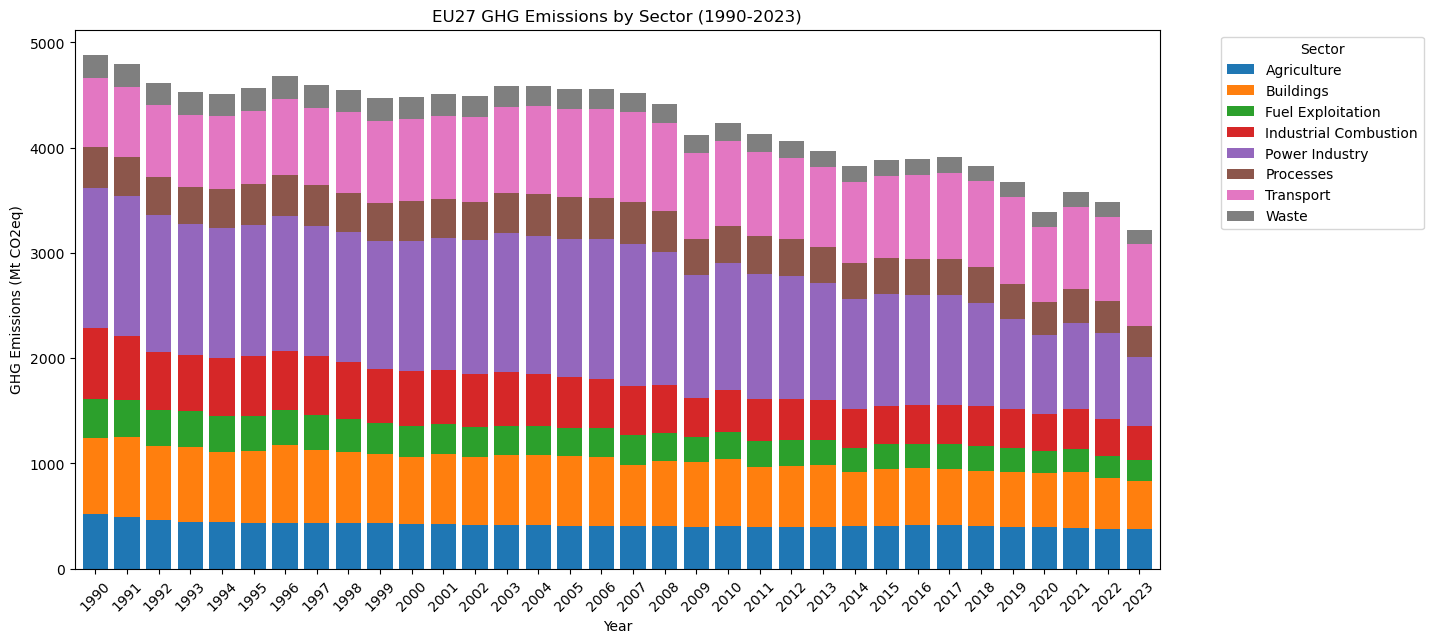 EU27 GHG Emissions by Sector (1990-2023)
GHG Emissions (Mt CO2eq)
5000
4000
3000
2000
1000
0
1990 1991 1992 1993 1994 1995 1996 1997 1998 1999 2000 2001 2002 2003 2004 2005 2006 2007 2008 2009 2010 2011 2012 2013 2014 2015 2016 2017 2018 2019 2020 2021 2022 2023
Year
Sector
Agriculture
Buildings
Fuel Exploitation
Industrial Combustion
Power Industry
Processes
Transport
Waste